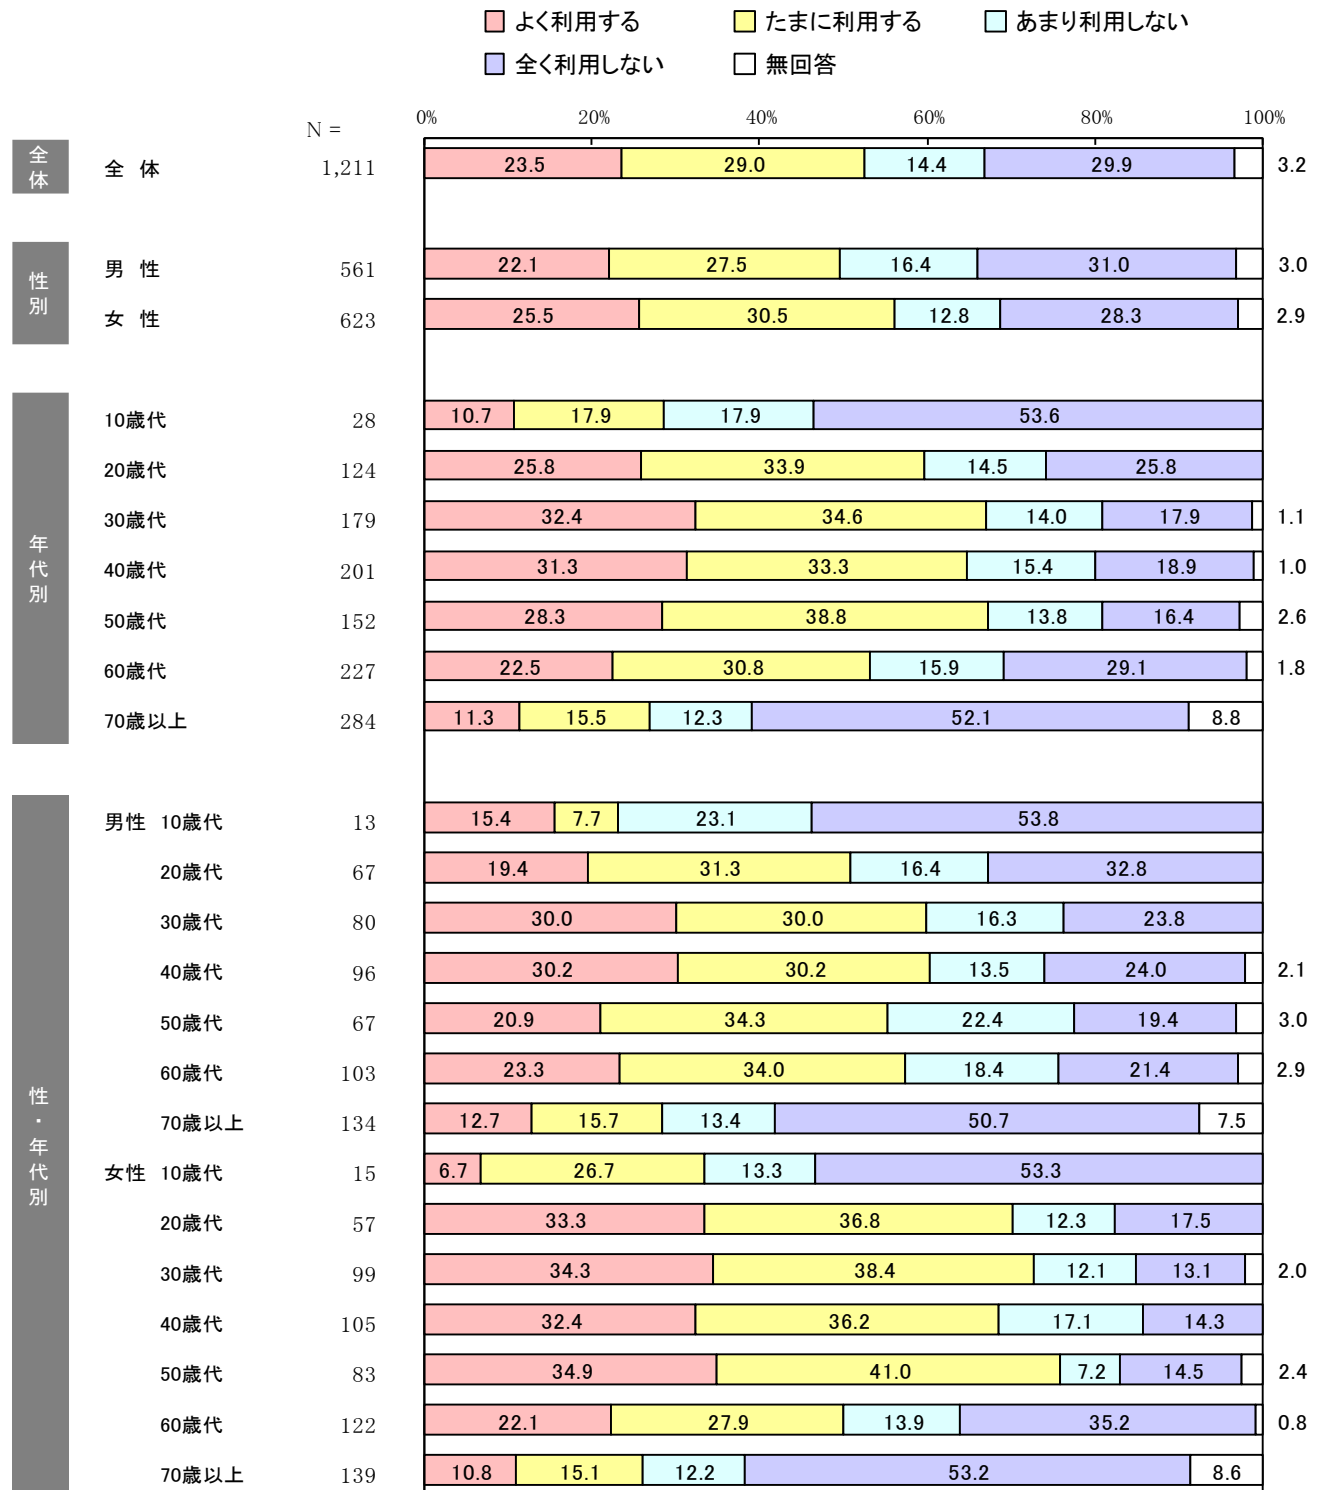 よく利用する たまに利用する あまり利用しない
全く利用しない 無回答
N = 0% 20% 40% 60% 80% 100%
全体
全 体 1,211 23.5 29.0 14.4 29.9 3.2
性別
男 性 561 22.1 27.5 16.4 31.0 3.0
女 性 623 25.5 30.5 12.8 28.3 2.9
年代別
10歳代 28 10.7 17.9 17.9 53.6
20歳代 124 25.8 33.9 14.5 25.8
30歳代 179 32.4 34.6 14.0 17.9 1.1
40歳代 201 31.3 33.3 15.4 18.9 1.0
50歳代 152 28.3 38.8 13.8 16.4 2.6
60歳代 227 22.5 30.8 15.9 29.1 1.8
70歳以上 284 11.3 15.5 12.3 52.1 8.8
性・年代別
男性 10歳代 13 15.4 7.7 23.1 53.8
20歳代 67 19.4 31.3 16.4 32.8
30歳代 80 30.0 30.0 16.3 23.8
40歳代 96 30.2 30.2 13.5 24.0 2.1
50歳代 67 20.9 34.3 22.4 19.4 3.0
60歳代 103 23.3 34.0 18.4 21.4 2.9
70歳以上 134 12.7 15.7 13.4 50.7 7.5
女性 10歳代 15 6.7 26.7 13.3 53.3
20歳代 57 33.3 36.8 12.3 17.5
30歳代 99 34.3 38.4 12.1 13.1 2.0
40歳代 105 32.4 36.2 17.1 14.3
50歳代 83 34.9 41.0 7.2 14.5 2.4
60歳代 122 22.1 27.9 13.9 35.2 0.8
70歳以上 139 10.8 15.1 12.2 53.2 8.6